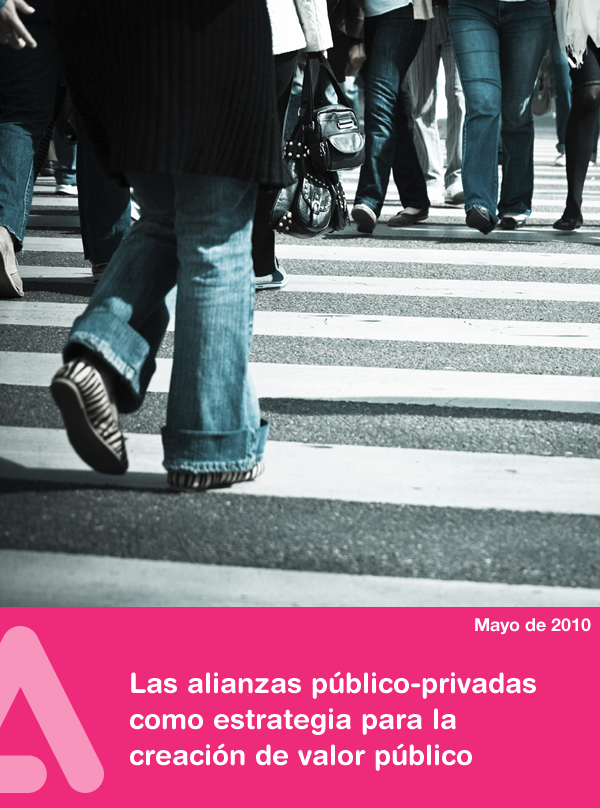 Mayo de 2010
Las alianzas público-privadas
como estrategia para la
creación de valor público